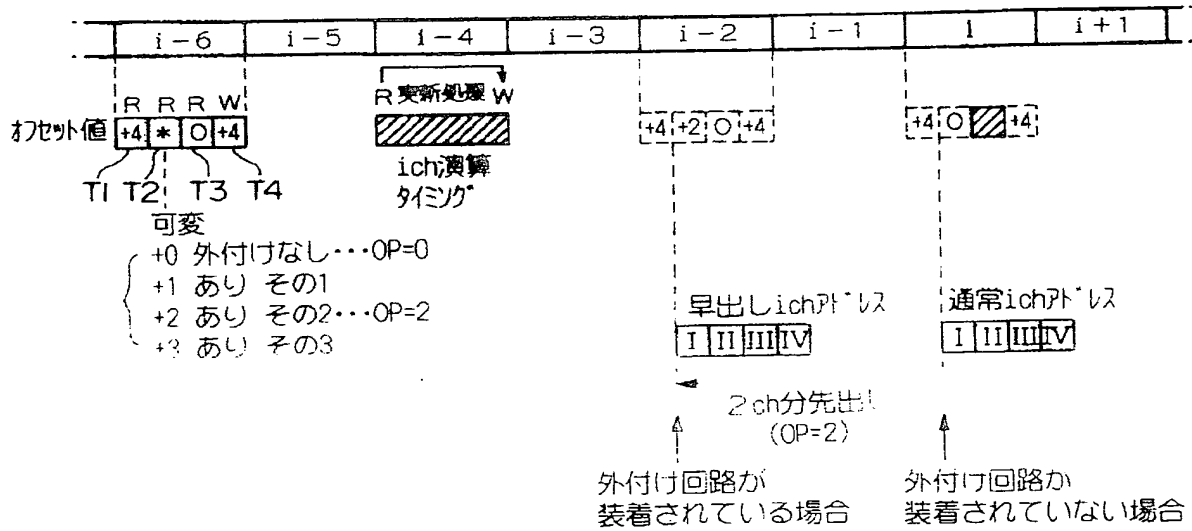 i-6 i-5 i-4 i-3 i-2 i-1 i i+1
R R R W
R 更新処理 W
オフセット値 +4 * 0 +4
+4 +2 0 +4
+4 0 +4
T1 T2 T3 T4
ich演算
タイミング
可変
+0 外付けなし…OP=0
+1 あり その1
+2 あり その2…OP=2
+3 あり その3
早出しichアドレス
I II III IV
通常ichアドレス
I II III IV
2ch分先出し
(OP=2)
外付け回路が
装着されている場合
外付け回路か
装着されていない場合